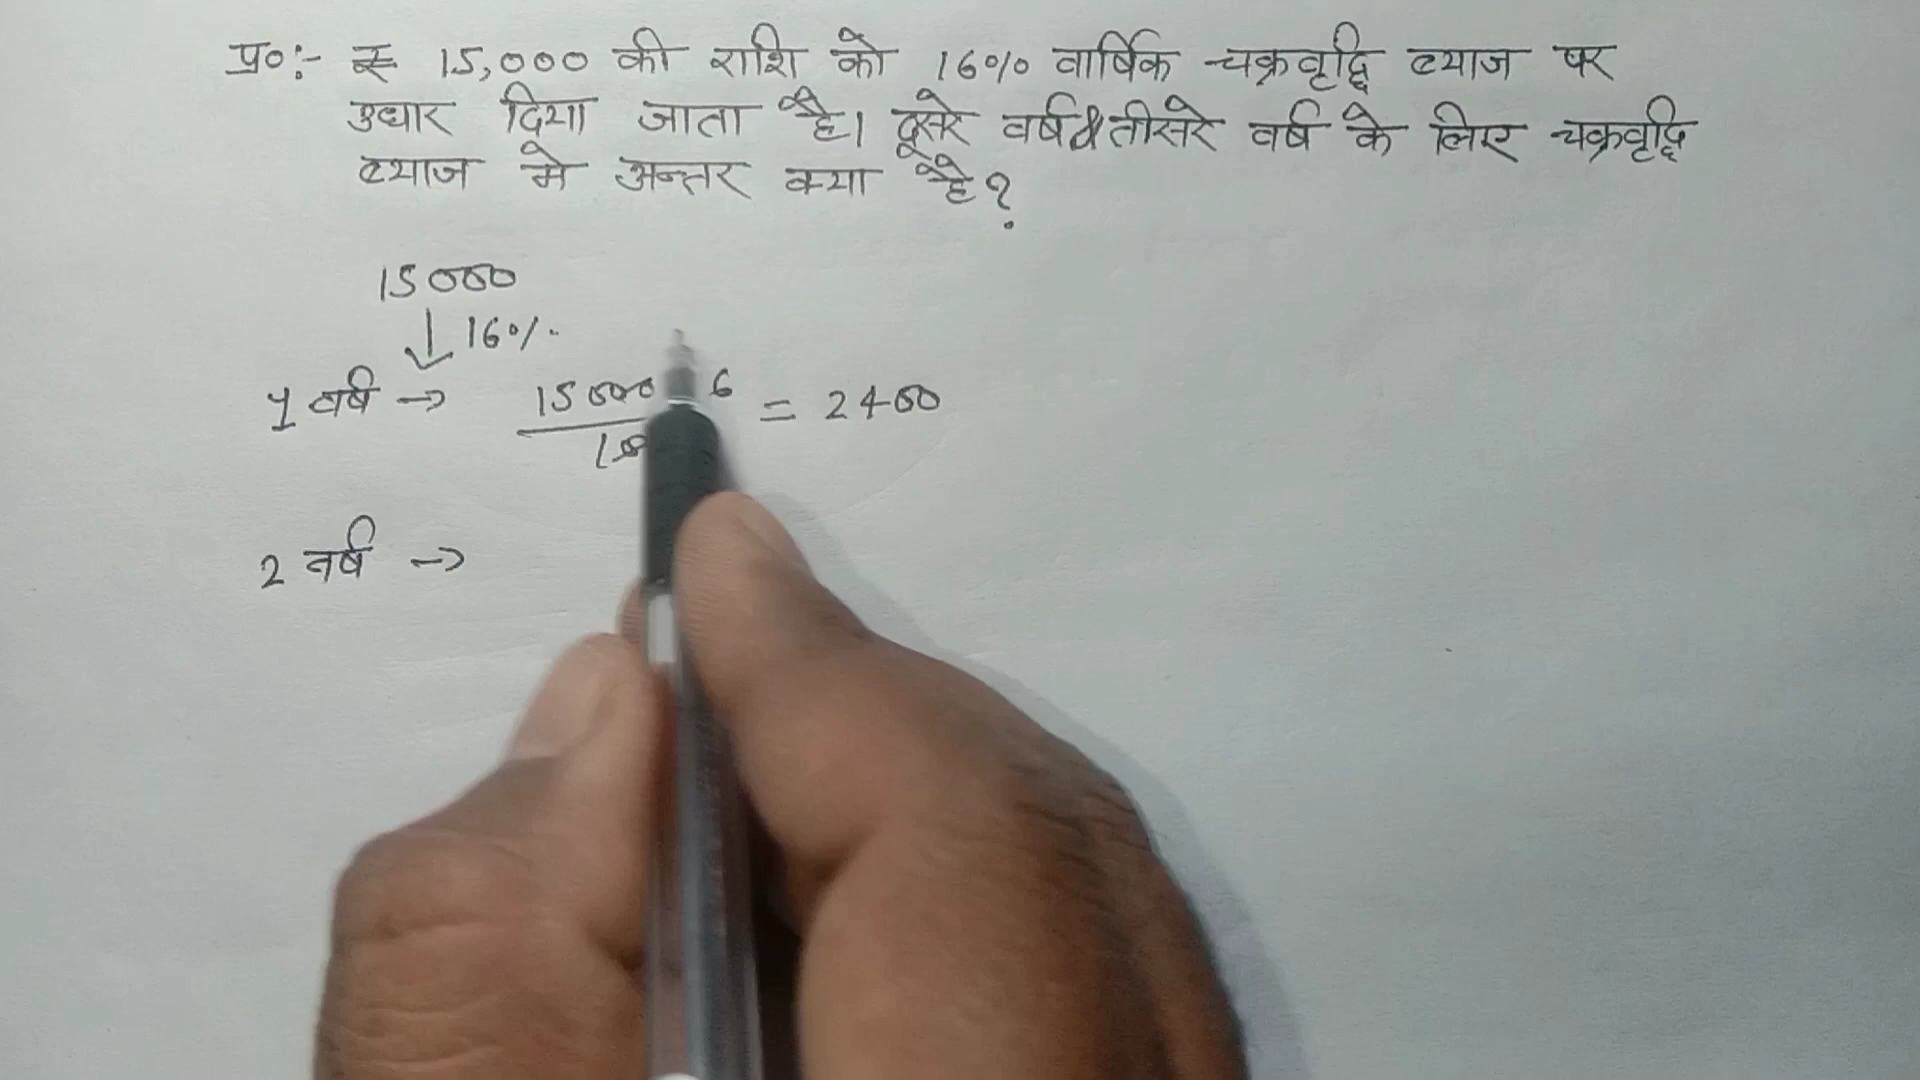 प्र०:- ₹ 15,000 की राशि को 16% वार्षिक चक्रवृद्धि ब्याज पर
उधार दिया जाता है। दूसरे वर्ष & तीसरे वर्ष के लिए चक्रवृद्धि
ब्याज मे अन्तर क्या है?
15000
↓ 16%
1 वर्ष → 15000 6 = 2400
10
2 वर्ष →